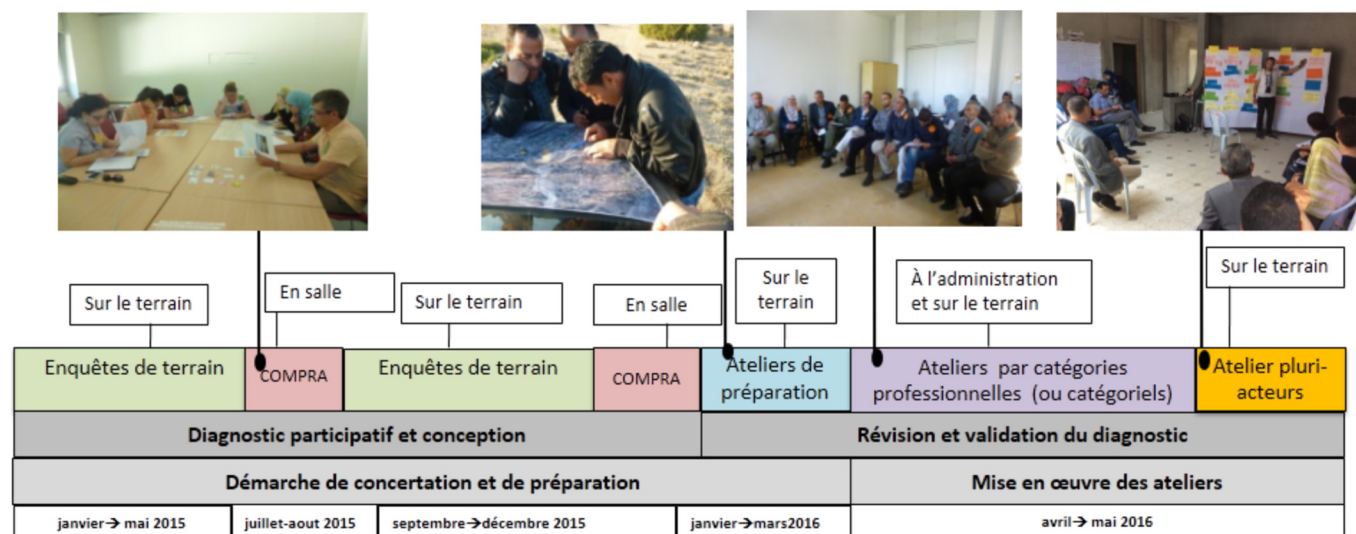 Sur le terrain
En salle
Sur le terrain
En salle
Sur le
terrain
À l'administration
et sur le terrain
Sur le terrain
Enquêtes de terrain
COMPRA
Enquêtes de terrain
COMPRA
Ateliers de
préparation
Ateliers par catégories
professionnelles (ou catégoriels)
Atelier pluri-
acteurs
Diagnostic participatif et conception
Révision et validation du diagnostic
Démarche de concertation et de préparation
Mise en œuvre des ateliers
janvier→ mai 2015
juillet-aout 2015
septembre→décembre 2015
janvier→mars2016
avril→ mai 2016